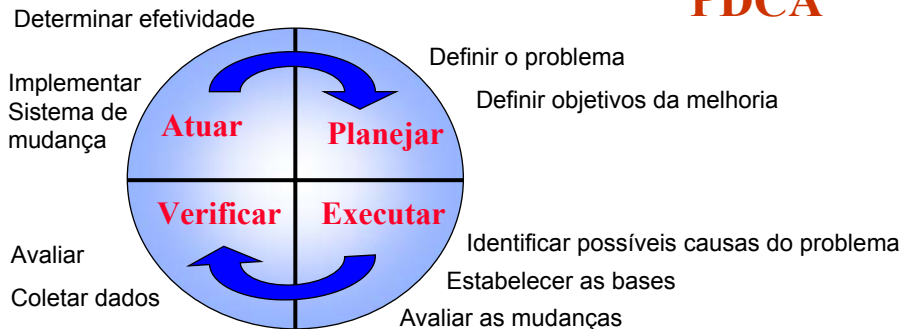 PDCA
Determinar efetividade
Definir o problema
Implementar
Sistema de
mudança
Definir objetivos da melhoria
Atuar
Planejar
Verificar
Executar
Identificar possíveis causas do problema
Avaliar
Estabelecer as bases
Coletar dados
Avaliar as mudanças